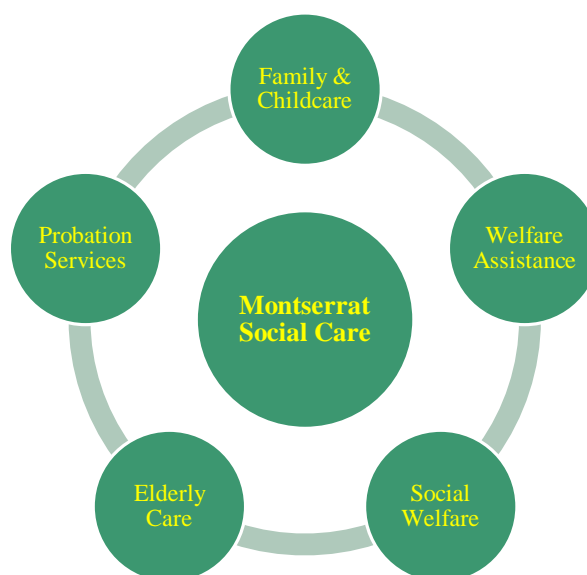 Family &
Childcare
Welfare
Assistance
Social
Welfare
Elderly
Care
Probation
Services
Montserrat
Social Care